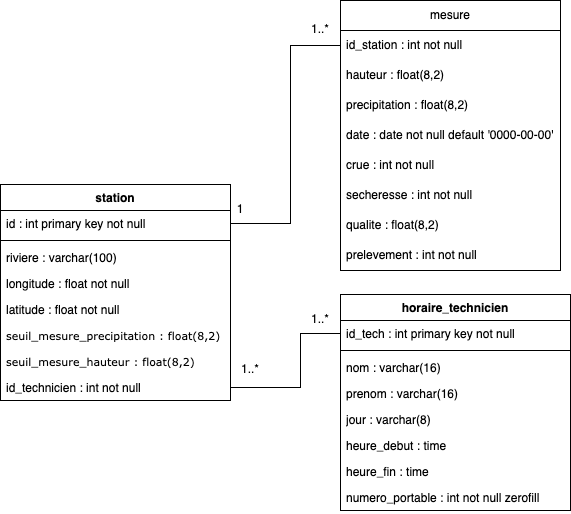 mesure
1..*
id_station : int not null
hauteur : float(8,2)
precipitation : float(8,2)
date : date not null default '0000-00-00'
crue : int not null
secheresse : int not null
qualite : float(8,2)
prelevement : int not null
station
1
id : int primary key not null
riviere : varchar(100)
longitude : float not null
latitude : float not null
seuil_mesure_precipitation : float(8,2)
seuil_mesure_hauteur : float(8,2)
id_technicien : int not null
1..*
1..*
horaire_technicien
id_tech : int primary key not null
nom : varchar(16)
prenom : varchar(16)
jour : varchar(8)
heure_debut : time
heure_fin : time
numero_portable : int not null zerofill